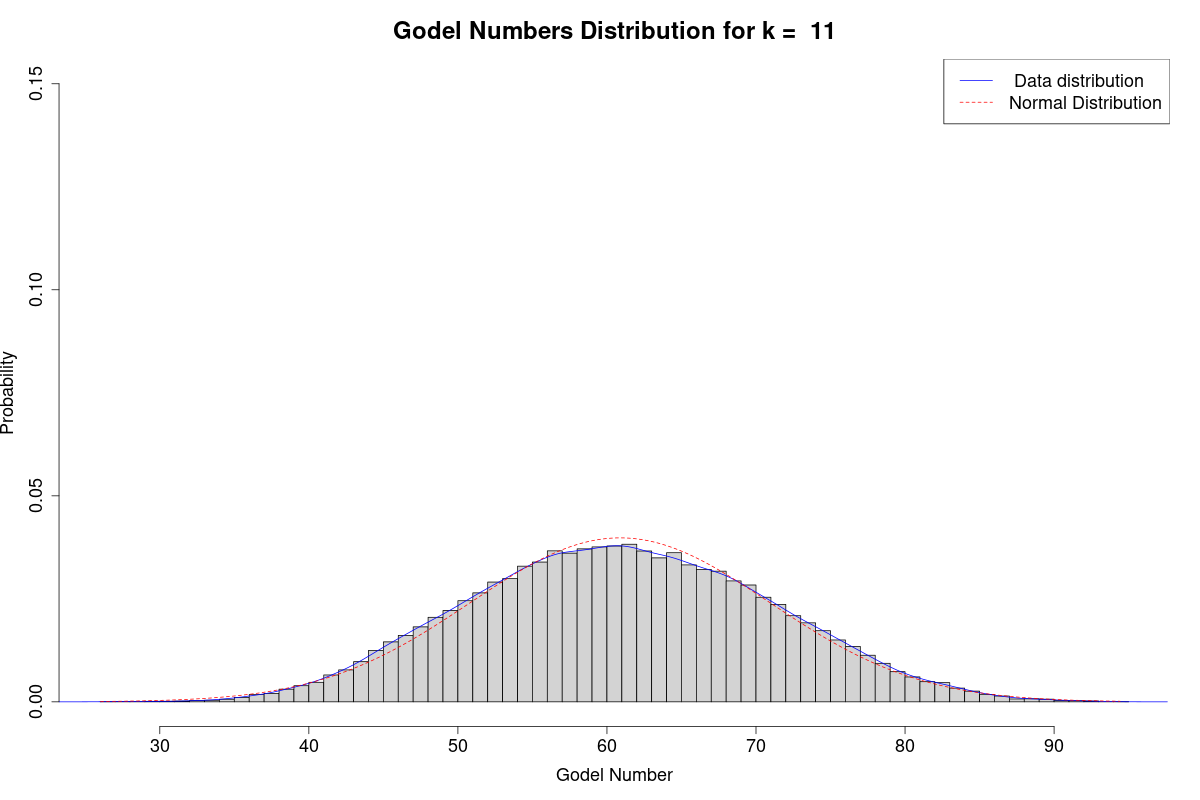 Godel Numbers Distribution for k =  11
Data distribution
Normal Distribution
Probability
0.15
0.10
0.05
0.00
30 40 50 60 70 80 90
Godel Number